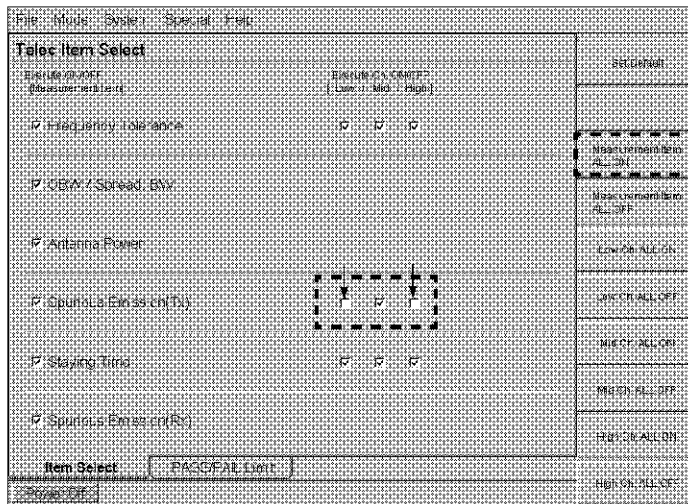 File Mode System Special Help
Telec Item Select
Set Default
Execute ON/OFF
[Measurement Item]
Execute Ch. ON/OFF
[ Low / Mid / High ]
Frequency Tolerance
Measurement Item
ALL ON
OBW / Spread. BW
Measurement Item
ALL OFF
Antenna Power
Low Ch. ALL ON
Spurious Emission(Tx)
Low Ch. ALL OFF
Mid Ch. ALL ON
Staying Time
Mid Ch. ALL OFF
Spurious Emission(Rx)
High Ch. ALL ON
Item Select
PASS/FAIL Limit
High Ch. ALL OFF
Power Off